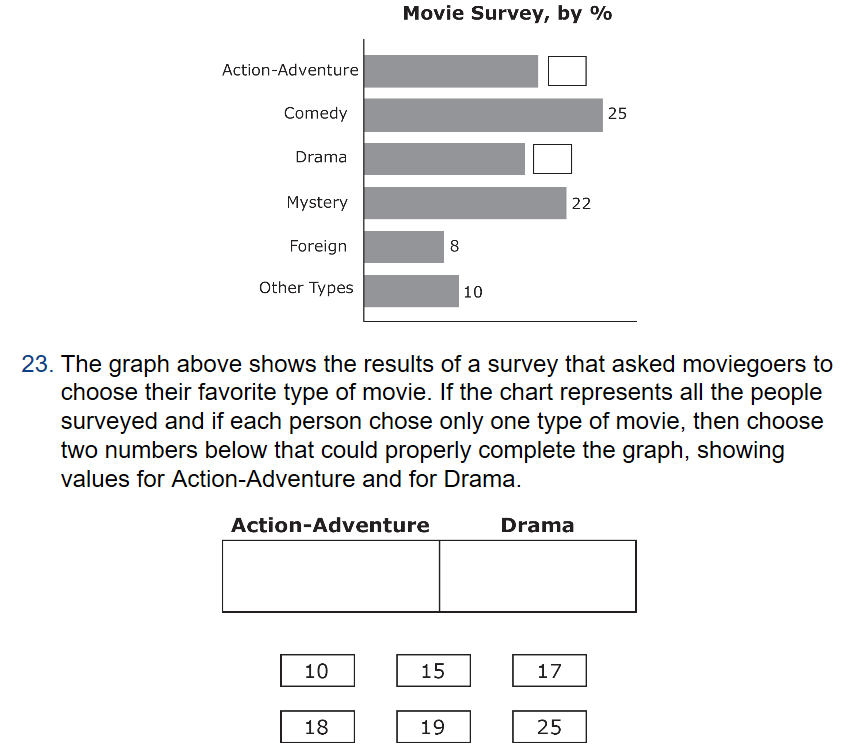 Movie Survey, by %
Action-Adventure
Comedy 25
Drama
Mystery 22
Foreign 8
Other Types 10
23. The graph above shows the results of a survey that asked moviegoers to
choose their favorite type of movie. If the chart represents all the people
surveyed and if each person chose only one type of movie, then choose
two numbers below that could properly complete the graph, showing
values for Action-Adventure and for Drama.
Action-Adventure Drama
10 15 17
18 19 25